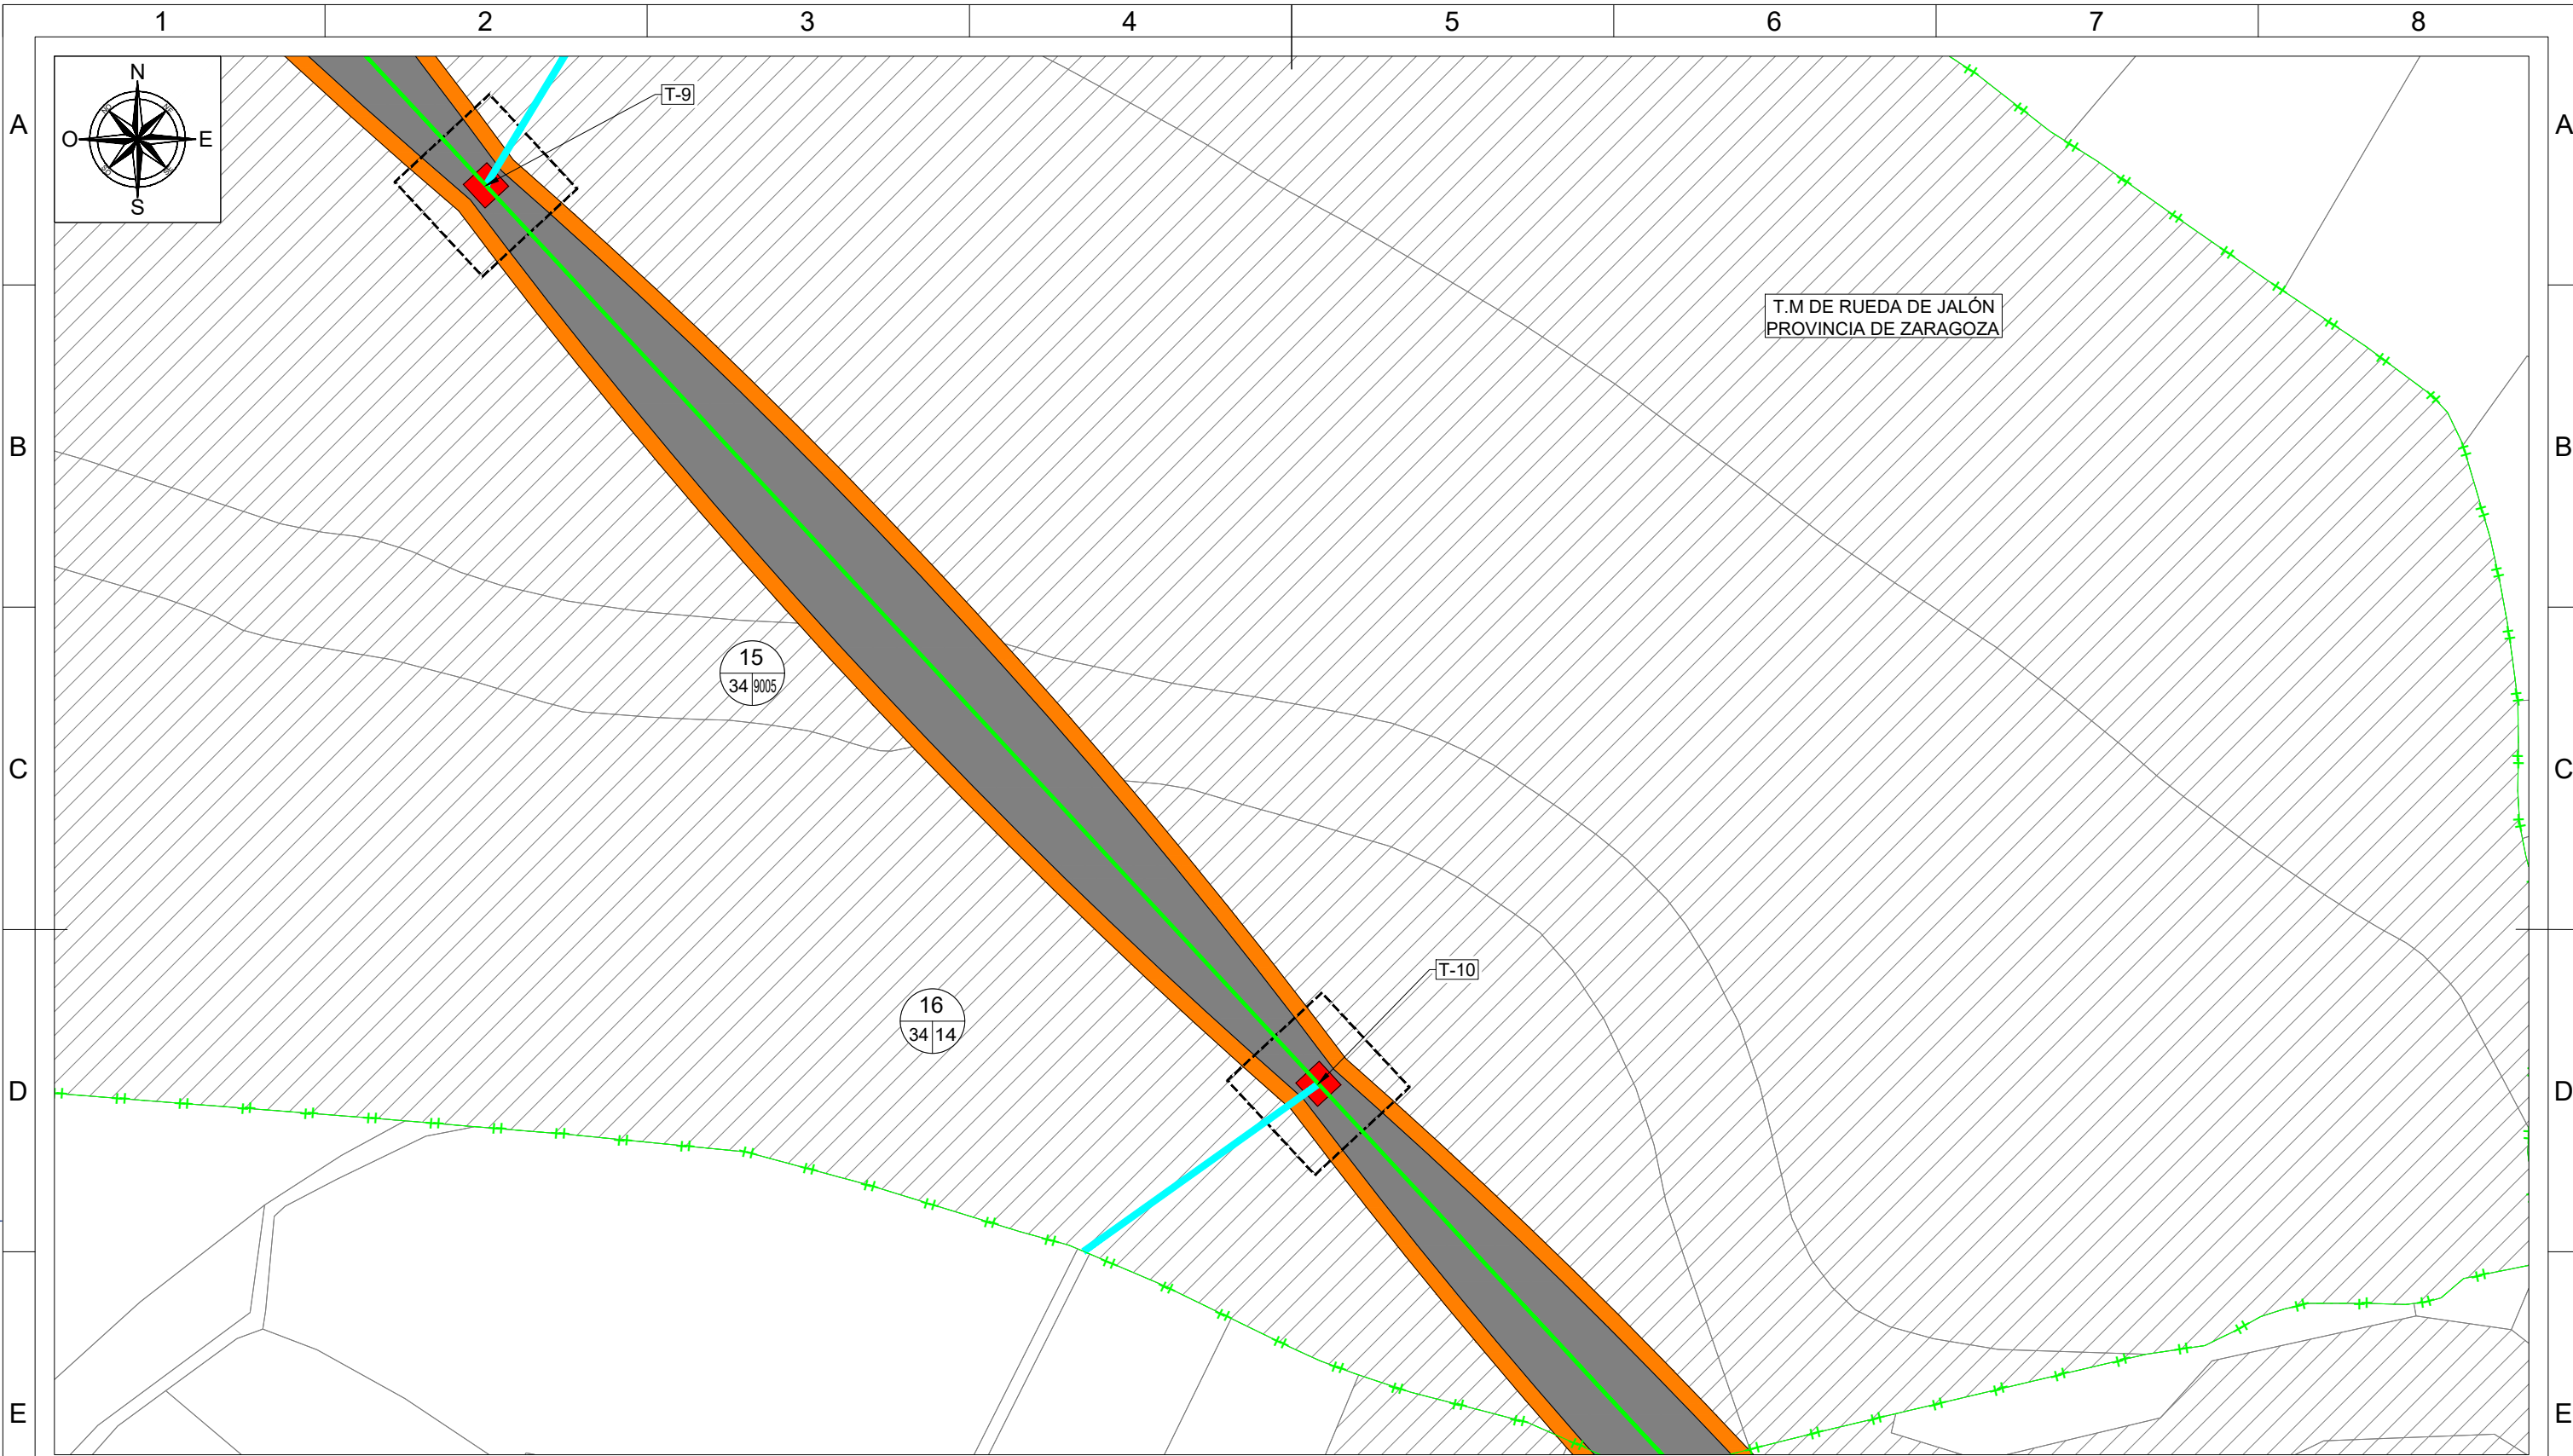 1 2 3 4 5 6 7 8
N
T-9
A A
O E
S
T.M DE RUEDA DE JALÓN
PROVINCIA DE ZARAGOZA
B B
15
34 9005
C C
T-10
16
34 14
D D
E E